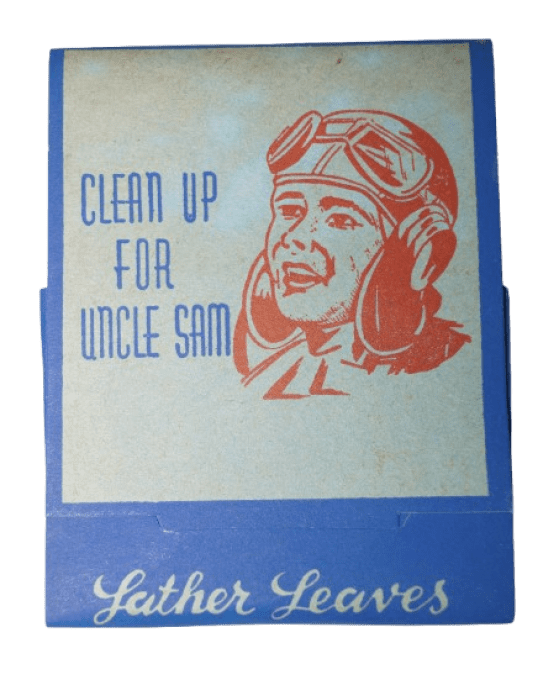 CLEAN UP
FOR
UNCLE SAM
Lather Leaves